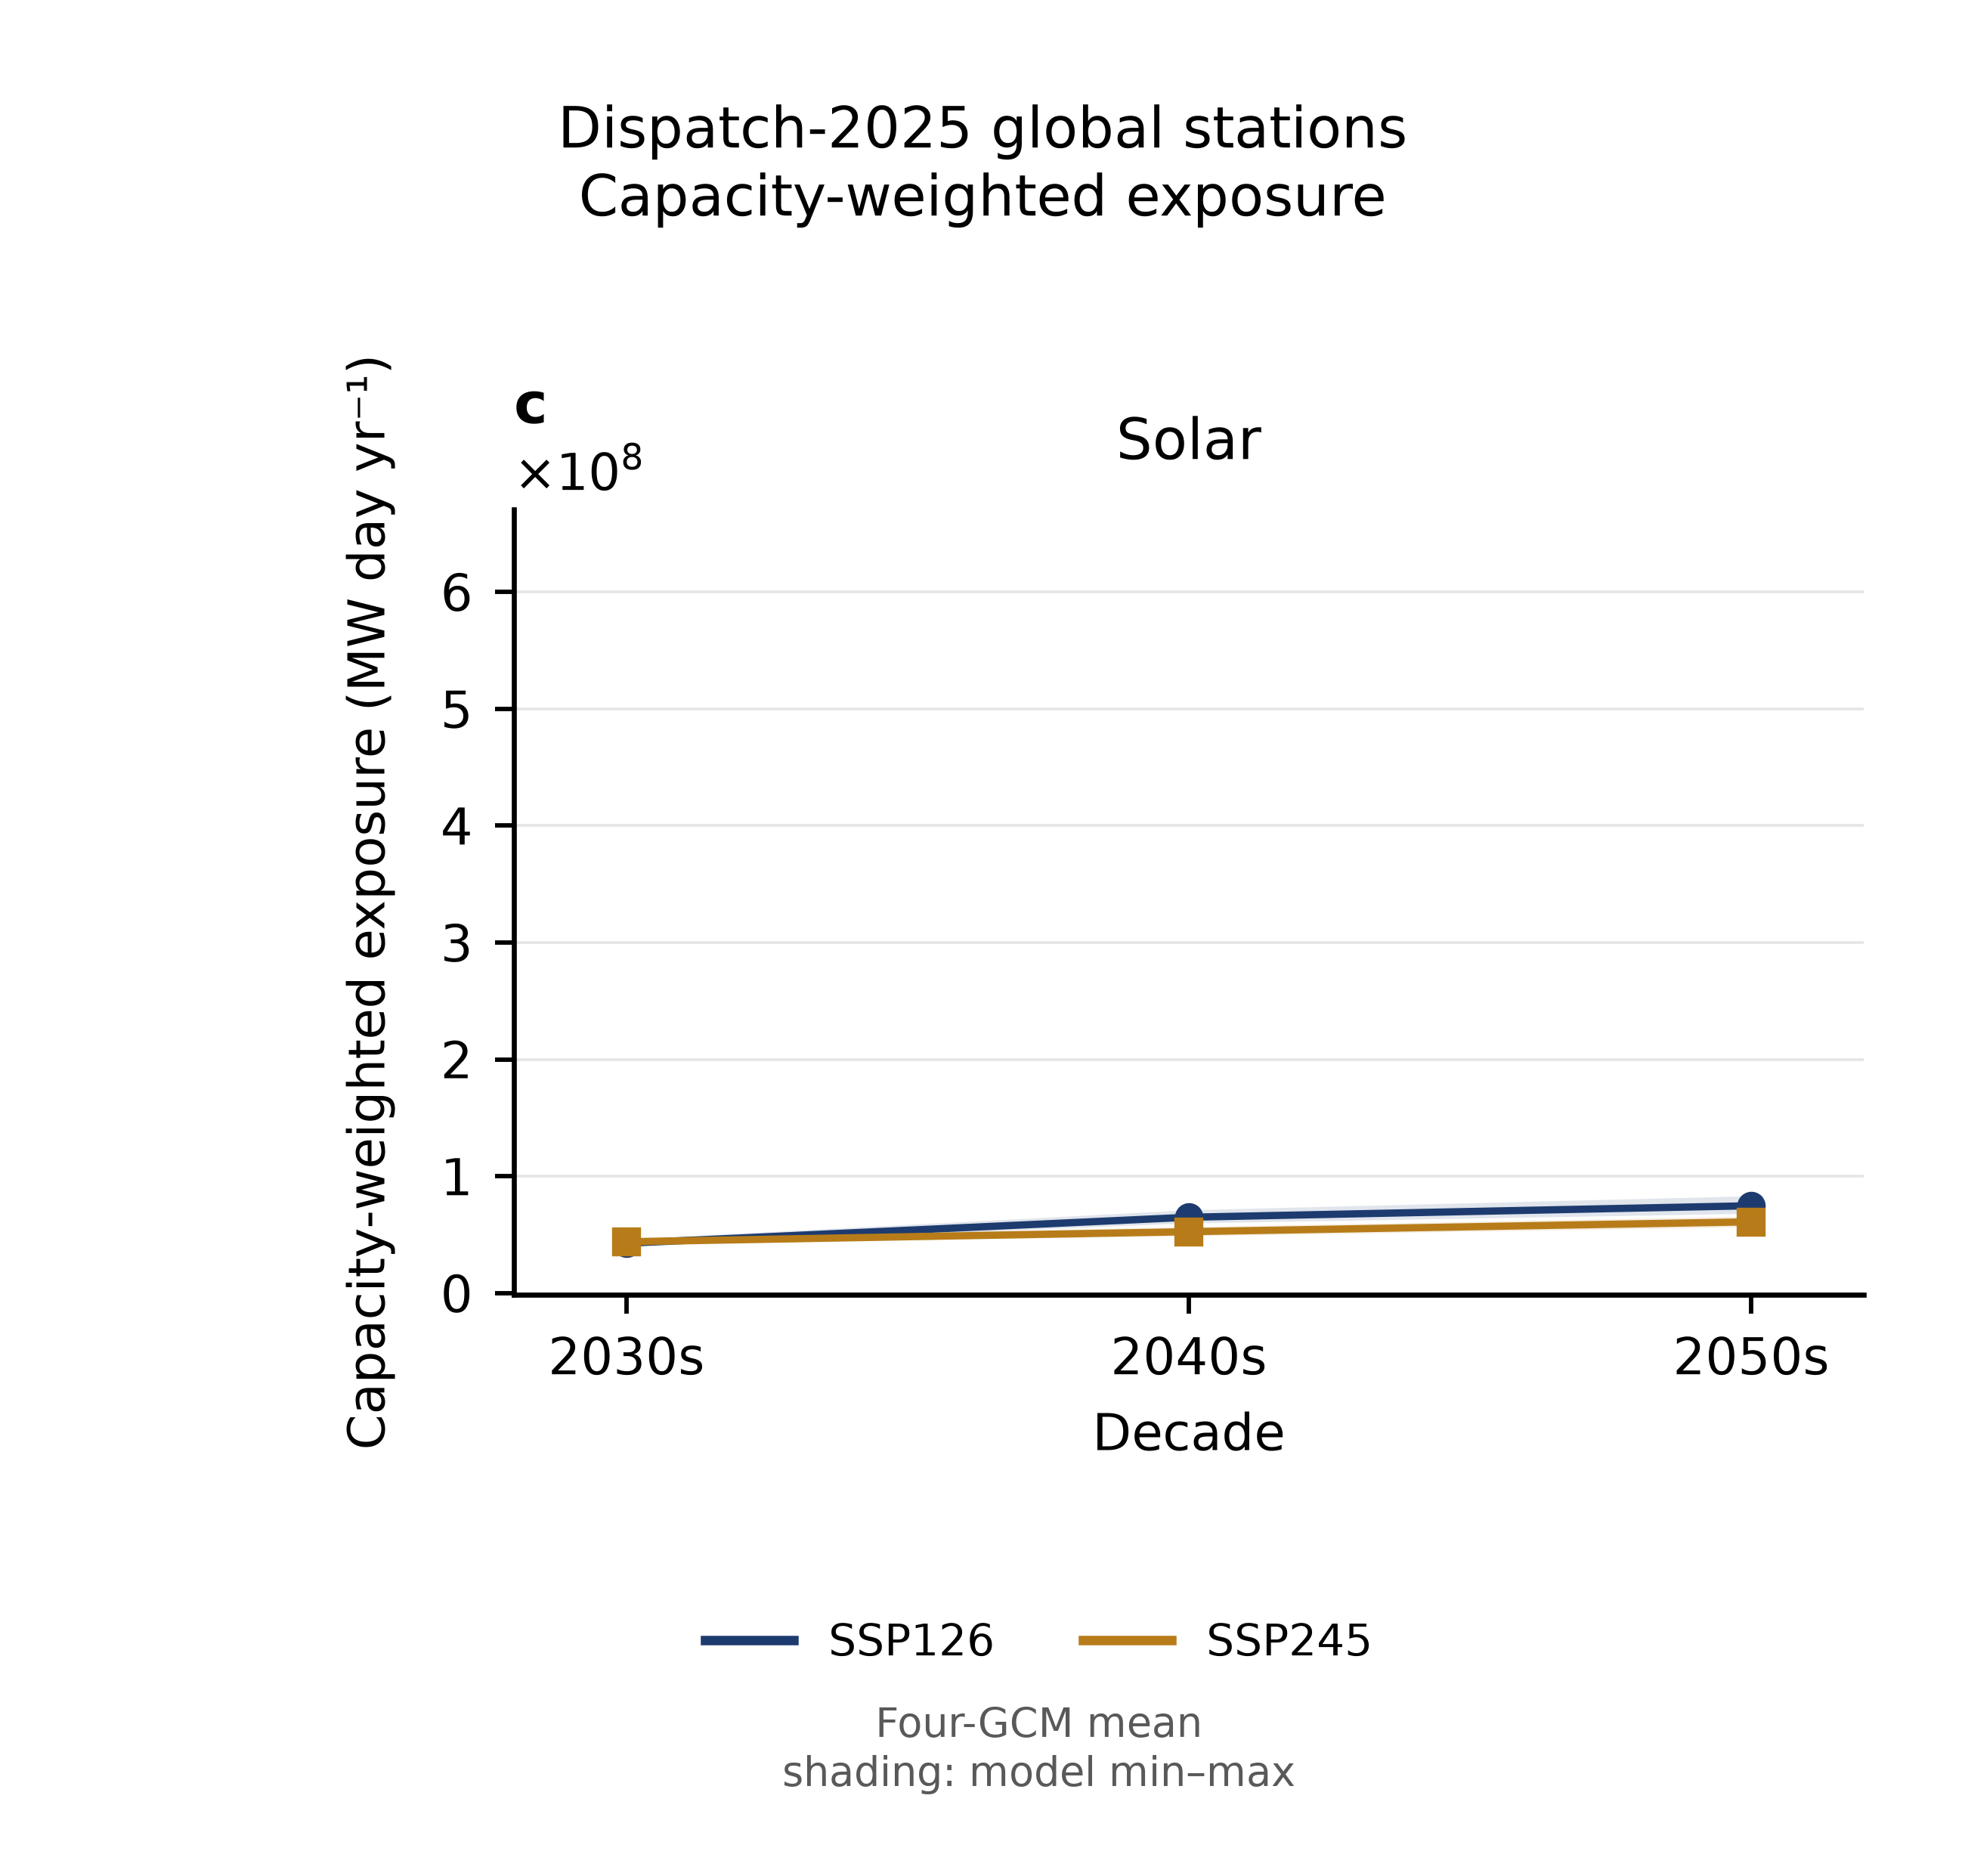 Dispatch-2025 global stations
Capacity-weighted exposure
c
×10⁸
Solar
Capacity-weighted exposure (MW day yr⁻¹)
6
5
4
3
2
1
0
2030s
2040s
2050s
Decade
SSP126
SSP245
Four-GCM mean
shading: model min–max